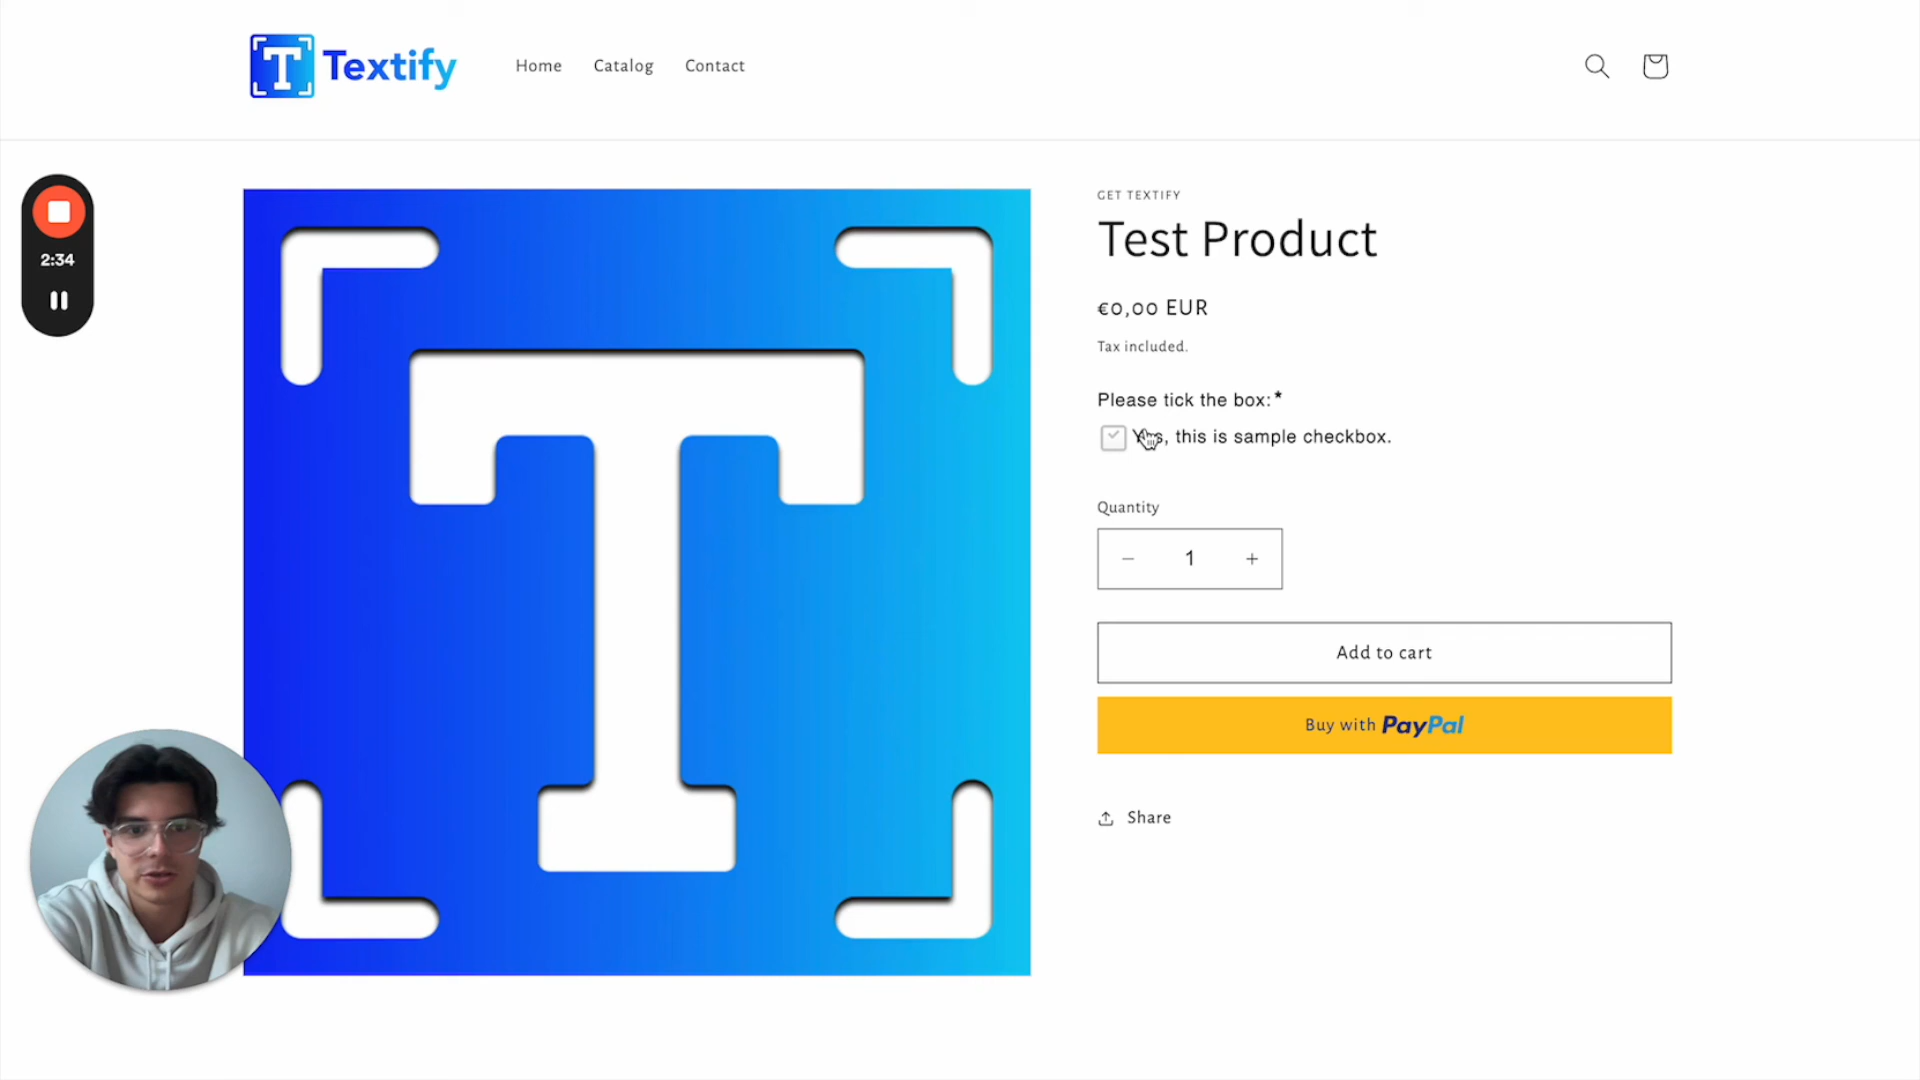 T Textify
Home Catalog Contact
2:34
T
GET TEXTIFY
Test Product
€0,00 EUR
Tax included.
Please tick the box:*
Yes, this is sample checkbox.
Quantity
− 1 +
Add to cart
Buy with PayPal
Share